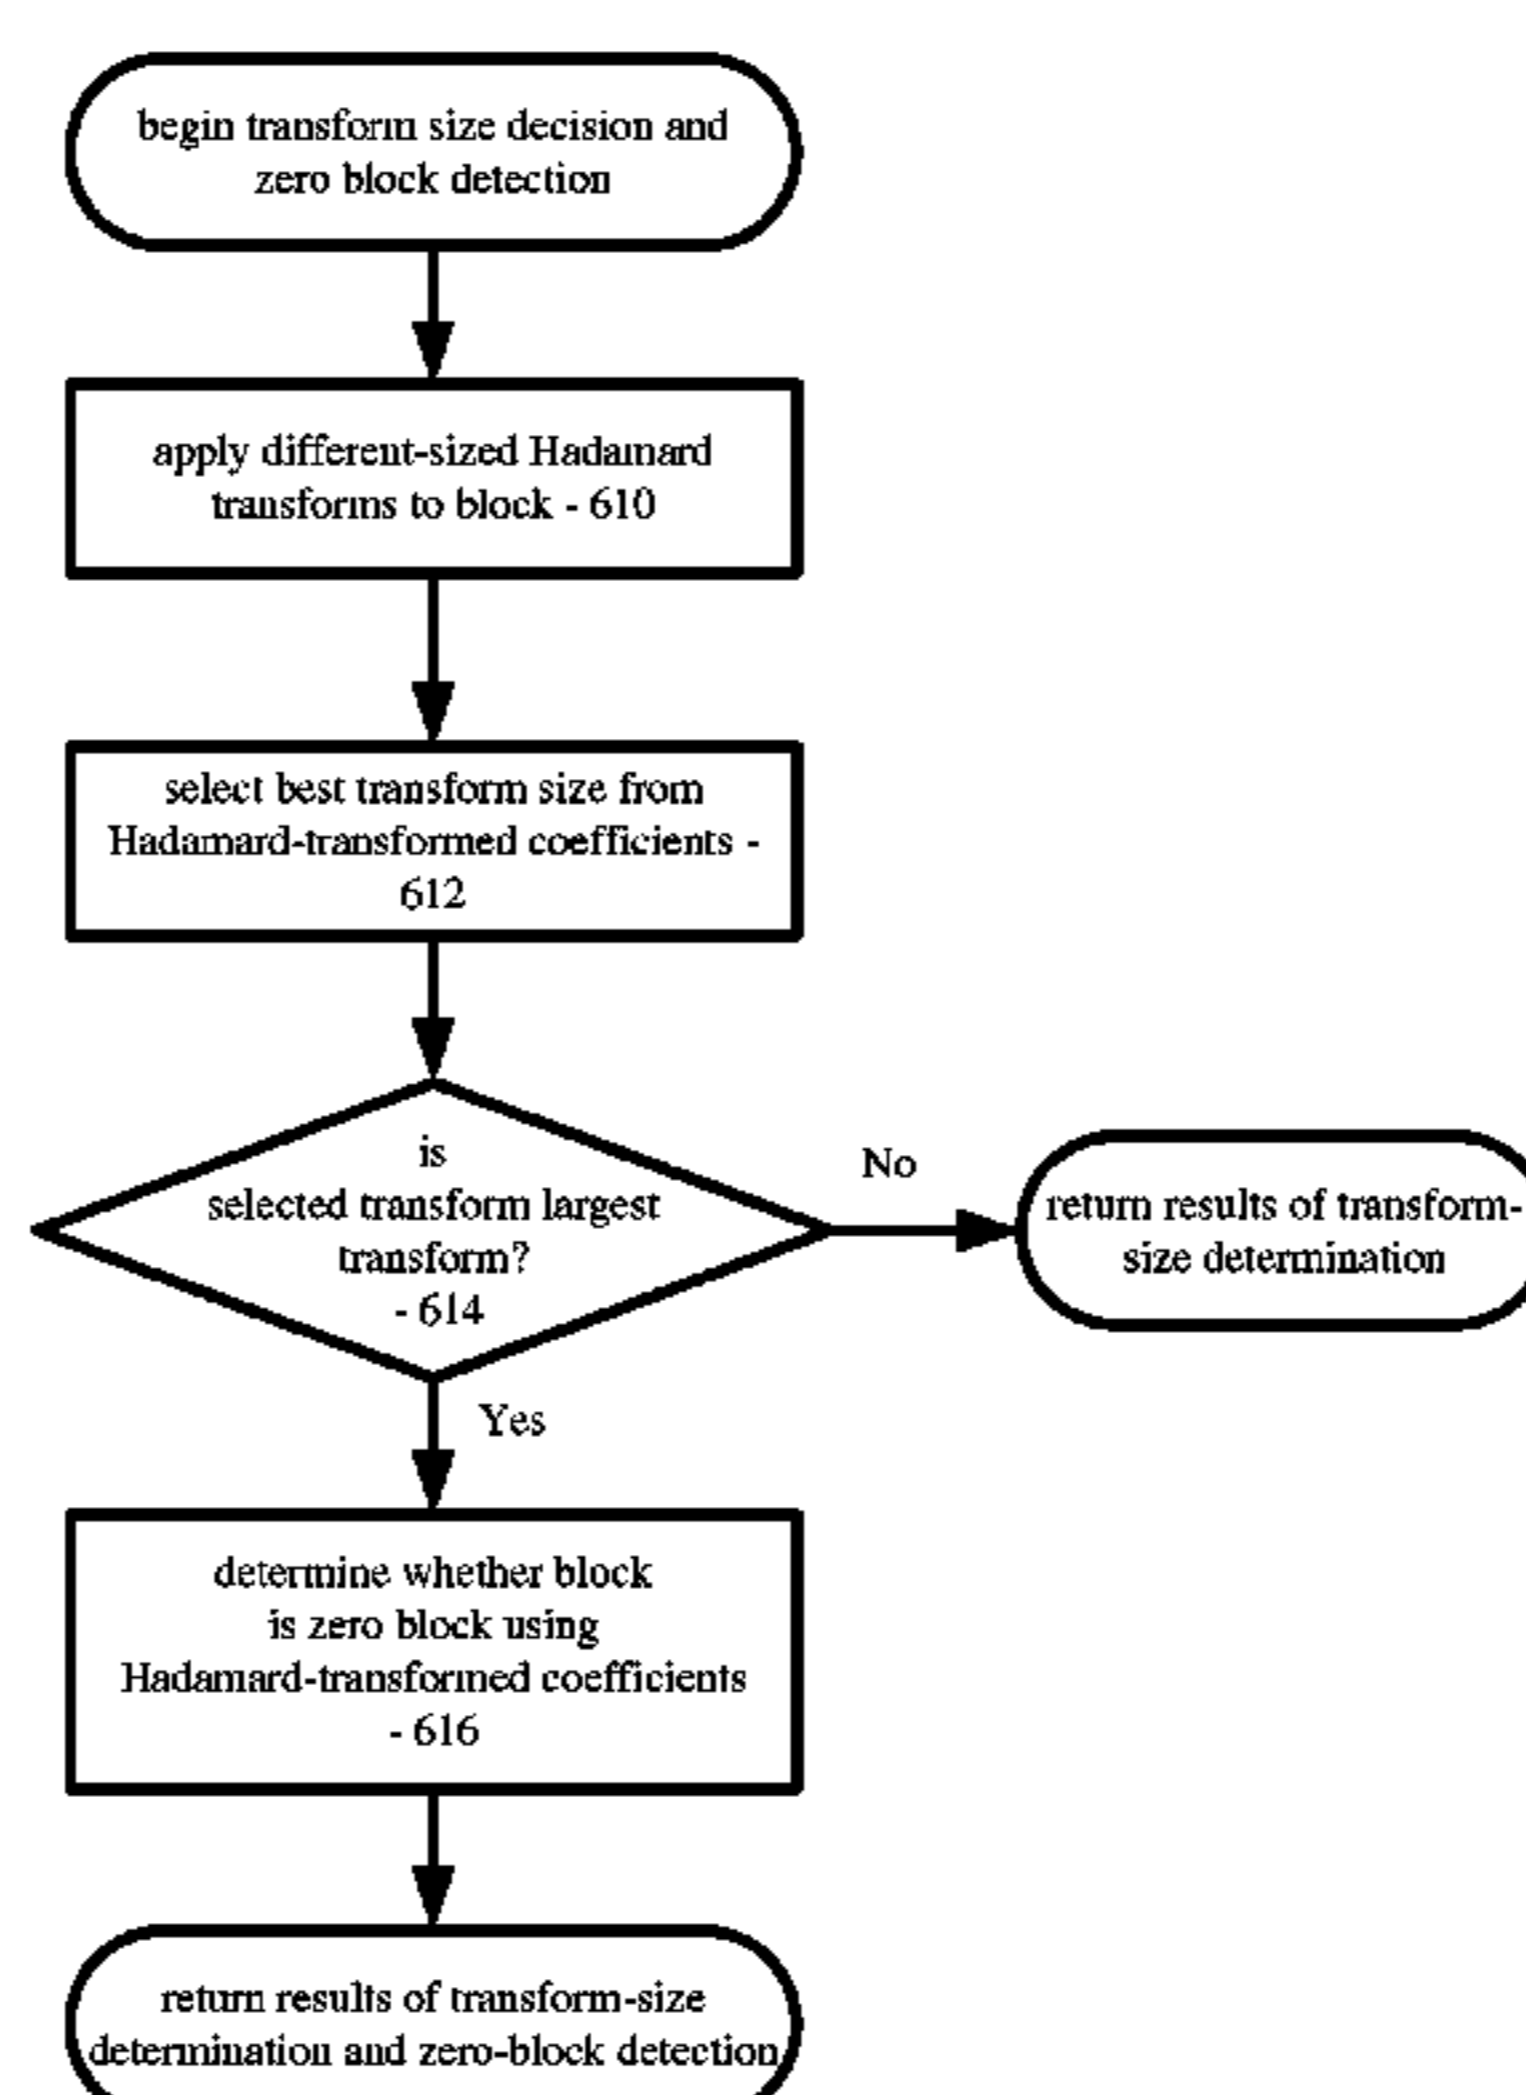 begin transform size decision and
zero block detection
apply different-sized Hadamard
transforms to block - 610
select best transform size from
Hadamard-transformed coefficients -
612
is
selected transform largest
transform?
- 614
No
return results of transform-
size determination
Yes
determine whether block
is zero block using
Hadamard-transformed coefficients
- 616
return results of transform-size
determination and zero-block detection